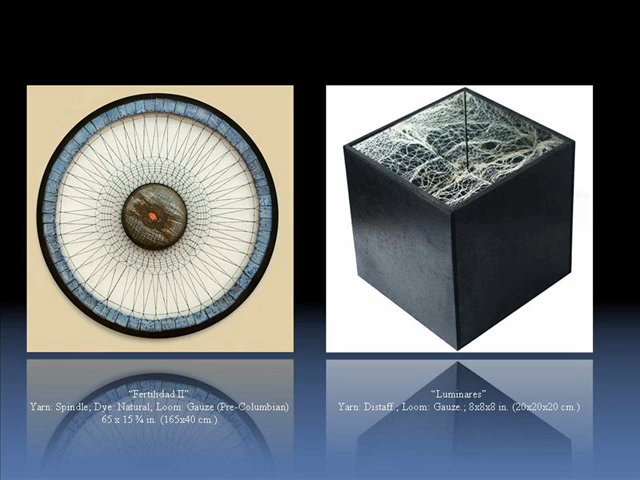 “Fertilidad II”
Yarn: Spindle; Dye: Natural; Loom: Gauze (Pre-Columbian)
65 x 15 ¾ in. (165x40 cm.)
“Luminares”
Yarn: Distaff.; Loom: Gauze.; 8x8x8 in. (20x20x20 cm.)